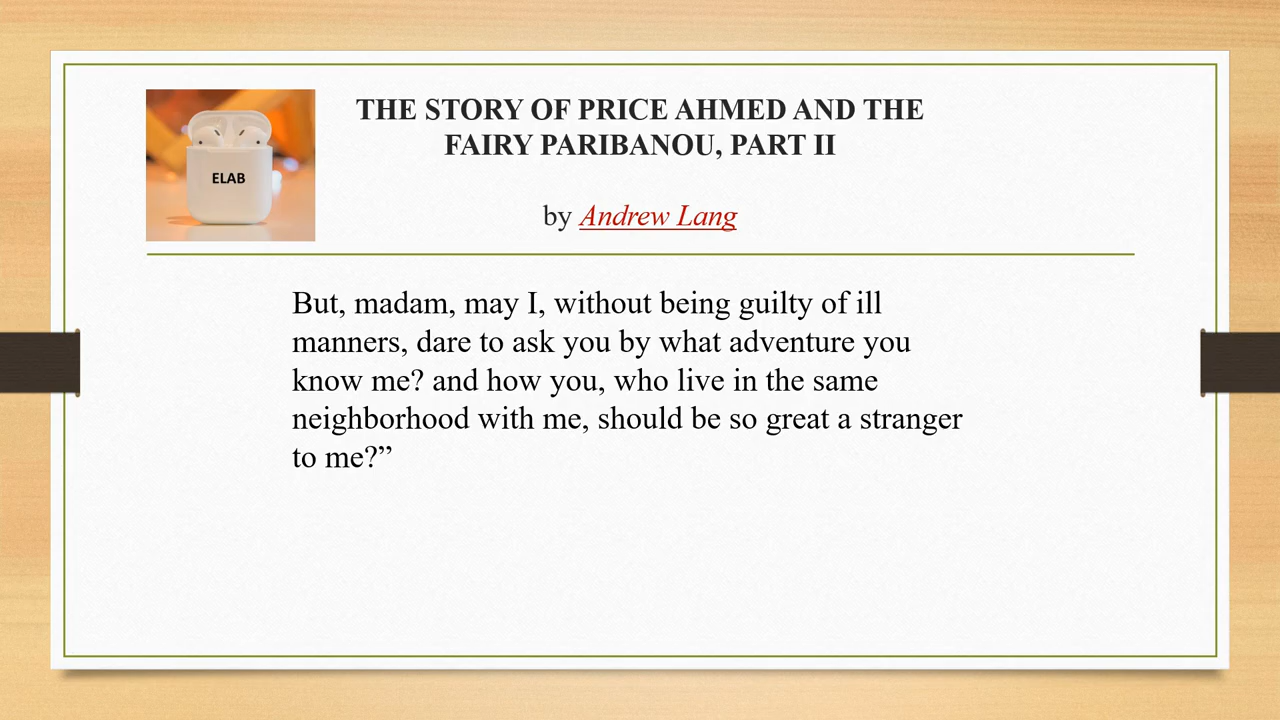 ELAB
THE STORY OF PRICE AHMED AND THE
FAIRY PARIBANOU, PART II
by Andrew Lang
But, madam, may I, without being guilty of ill
manners, dare to ask you by what adventure you
know me? and how you, who live in the same
neighborhood with me, should be so great a stranger
to me?”